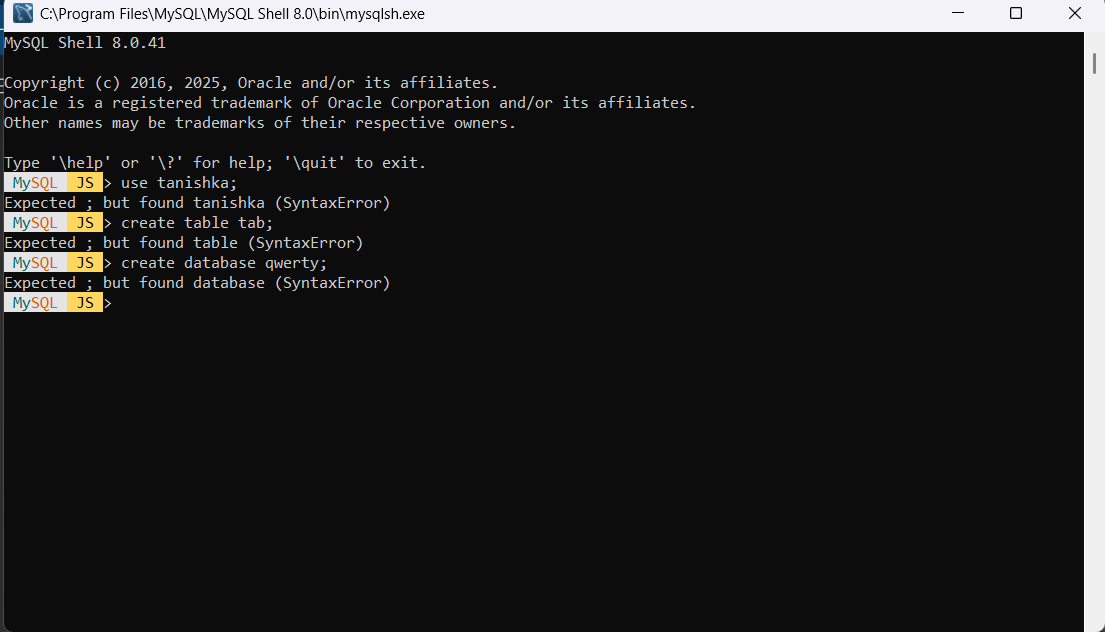 C:\Program Files\MySQL\MySQL Shell 8.0\bin\mysqlsh.exe
MySQL Shell 8.0.41
Copyright (c) 2016, 2025, Oracle and/or its affiliates.
Oracle is a registered trademark of Oracle Corporation and/or its affiliates.
Other names may be trademarks of their respective owners.
Type '\help' or '\?' for help; '\quit' to exit.
MySQL JS > use tanishka;
Expected ; but found tanishka (SyntaxError)
MySQL JS > create table tab;
Expected ; but found table (SyntaxError)
MySQL JS > create database qwerty;
Expected ; but found database (SyntaxError)
MySQL JS >